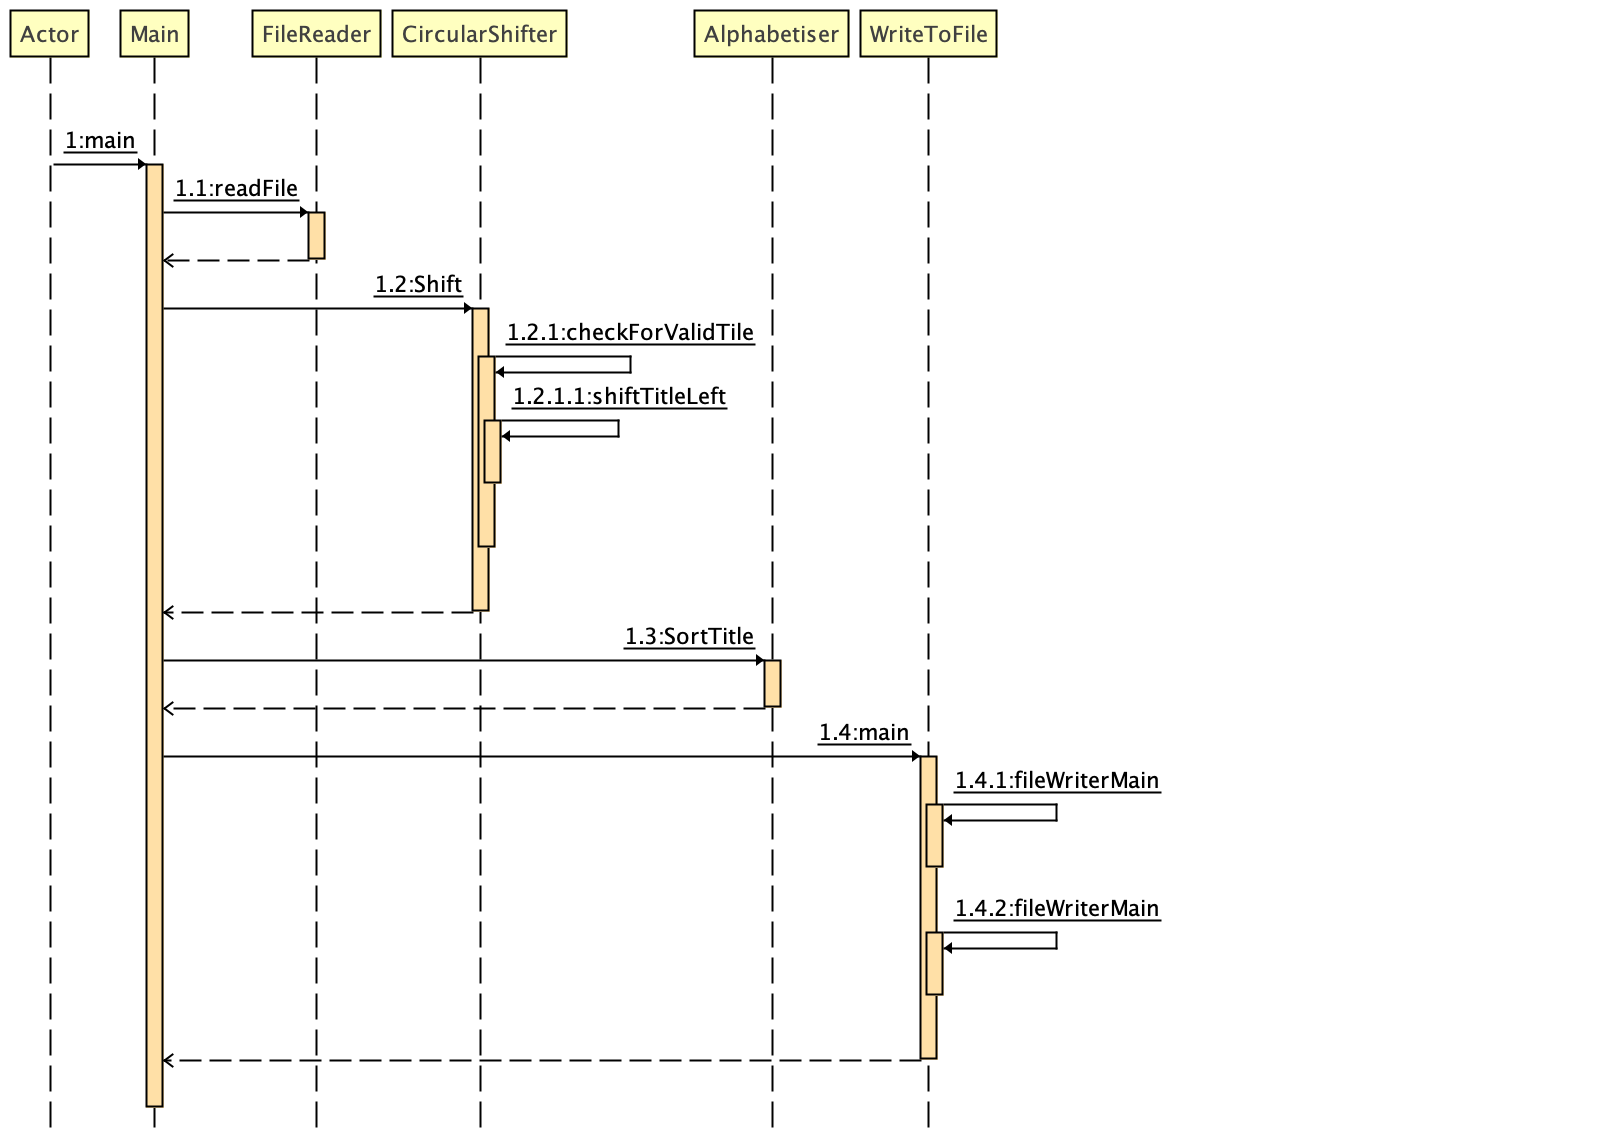 Actor
Main
FileReader
CircularShifter
Alphabetiser
WriteToFile
1:main
1.1:readFile
1.2:Shift
1.2.1:checkForValidTile
1.2.1.1:shiftTitleLeft
1.3:SortTitle
1.4:main
1.4.1:fileWriterMain
1.4.2:fileWriterMain